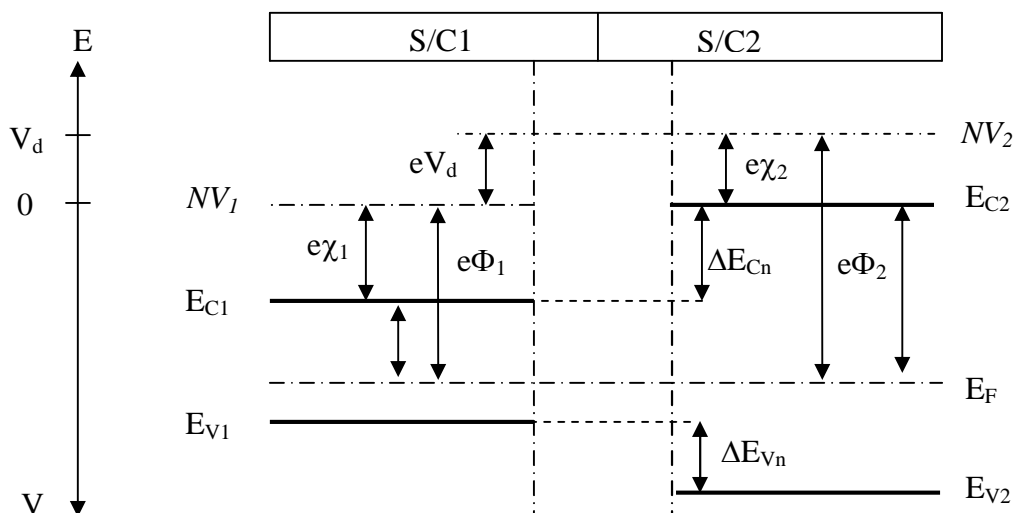 S/C1 S/C2
E
V_d
NV_2
eV_d eχ_2
0 NV_1 E_C2
eχ_1 eΦ_1 ΔE_Cn eΦ_2
E_C1
E_F
E_V1
ΔE_Vn
V E_V2